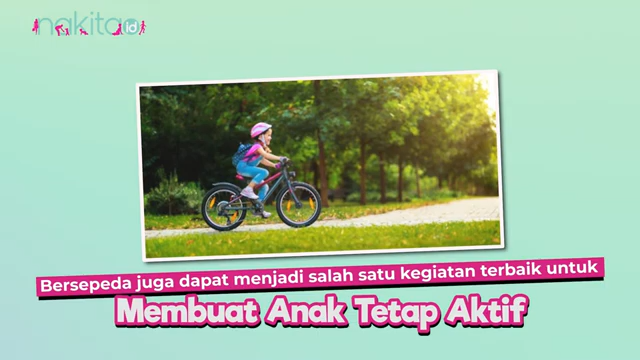 nakita.id
Bersepeda juga dapat menjadi salah satu kegiatan terbaik untuk
Membuat Anak Tetap Aktif